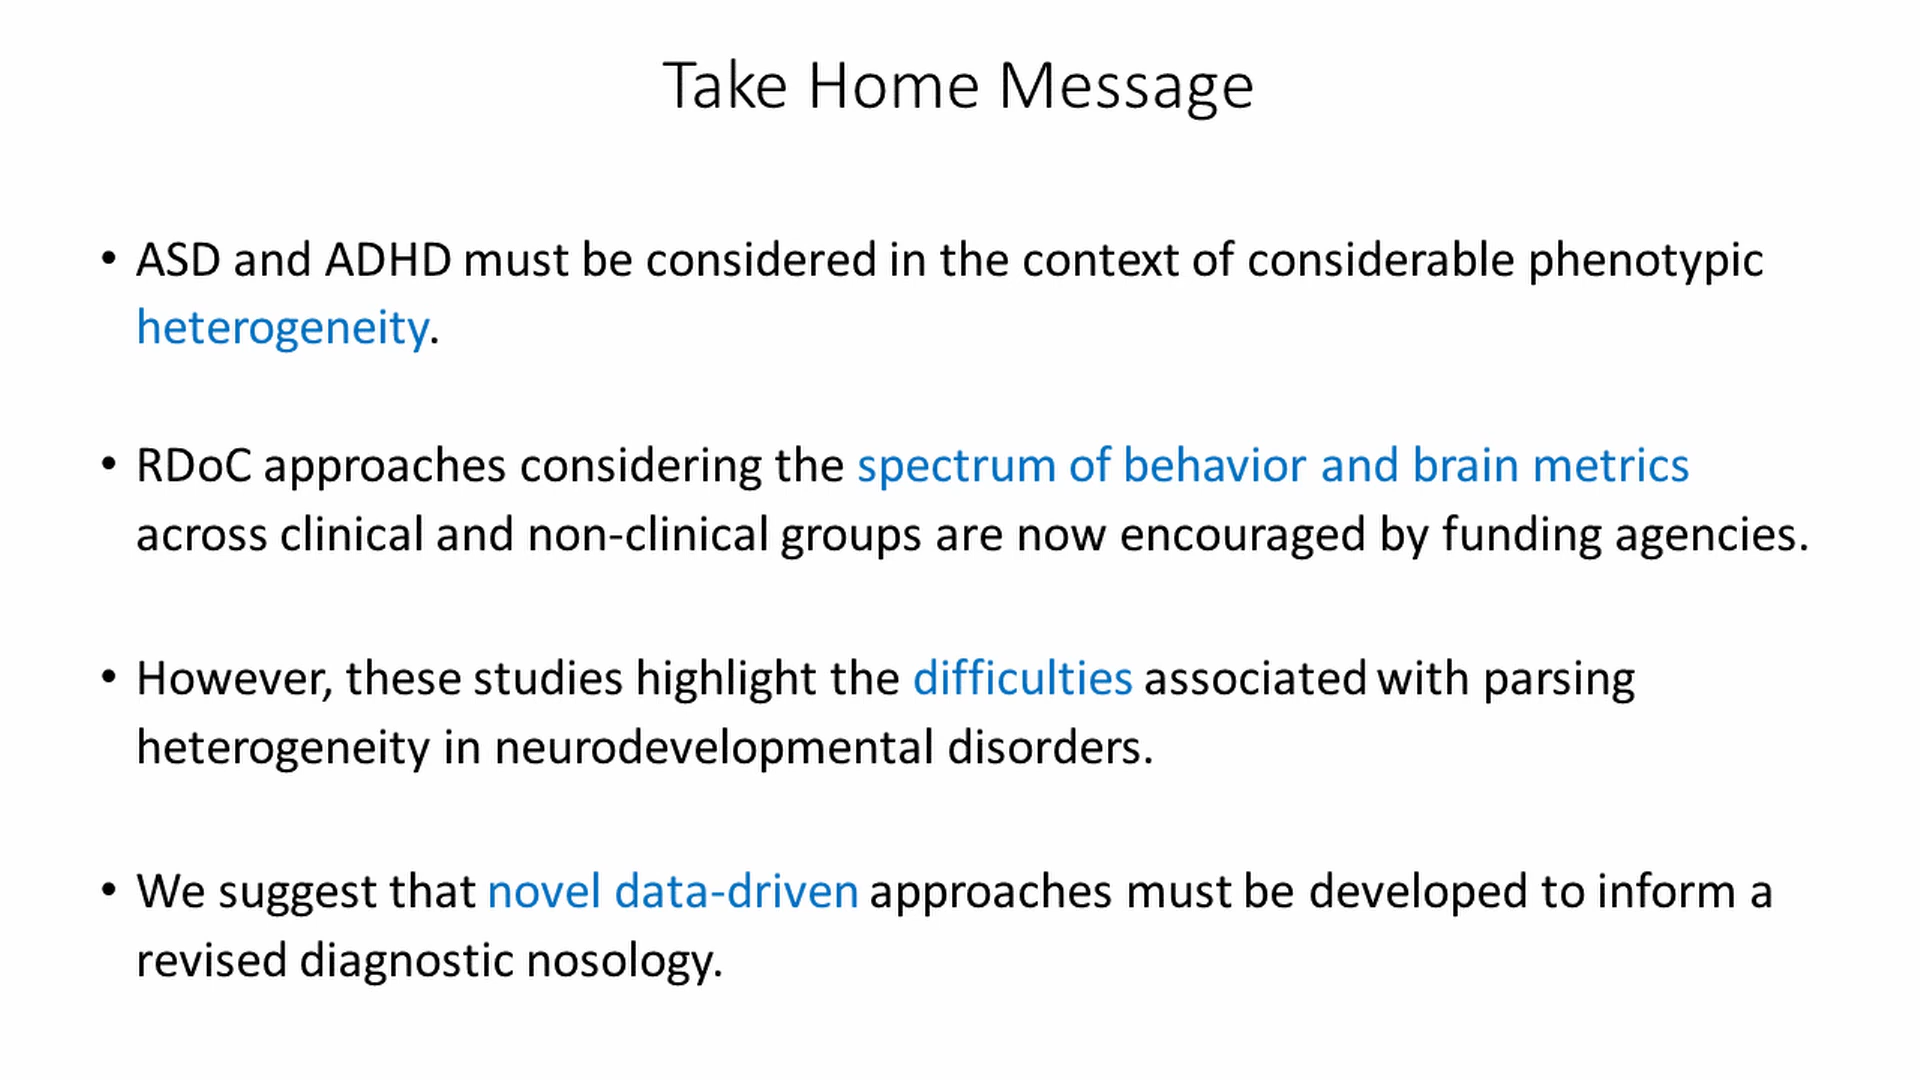 Take Home Message
• ASD and ADHD must be considered in the context of considerable phenotypic
heterogeneity.
• RDoC approaches considering the spectrum of behavior and brain metrics
across clinical and non-clinical groups are now encouraged by funding agencies.
• However, these studies highlight the difficulties associated with parsing
heterogeneity in neurodevelopmental disorders.
• We suggest that novel data-driven approaches must be developed to inform a
revised diagnostic nosology.